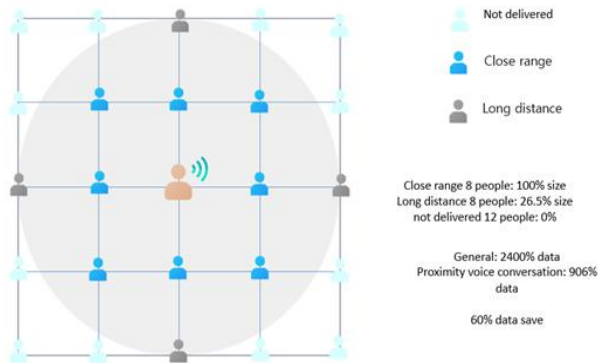 Not delivered
Close range
Long distance
Close range 8 people: 100% size
Long distance 8 people: 26.5% size
not delivered 12 people: 0%
General: 2400% data
Proximity voice conversation: 906%
data
60% data save